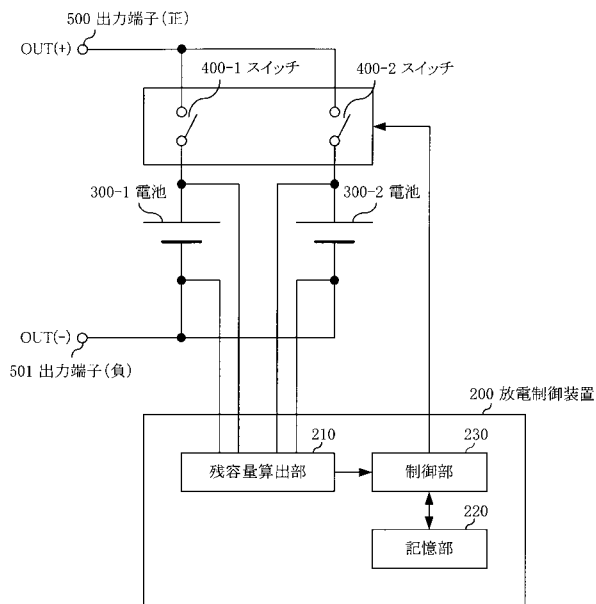 500 出力端子(正)
OUT(+)
400-1 スイッチ
400-2 スイッチ
300-1 電池
300-2 電池
OUT(-)
501 出力端子(負)
200 放電制御装置
210
230
残容量算出部
制御部
220
記憶部